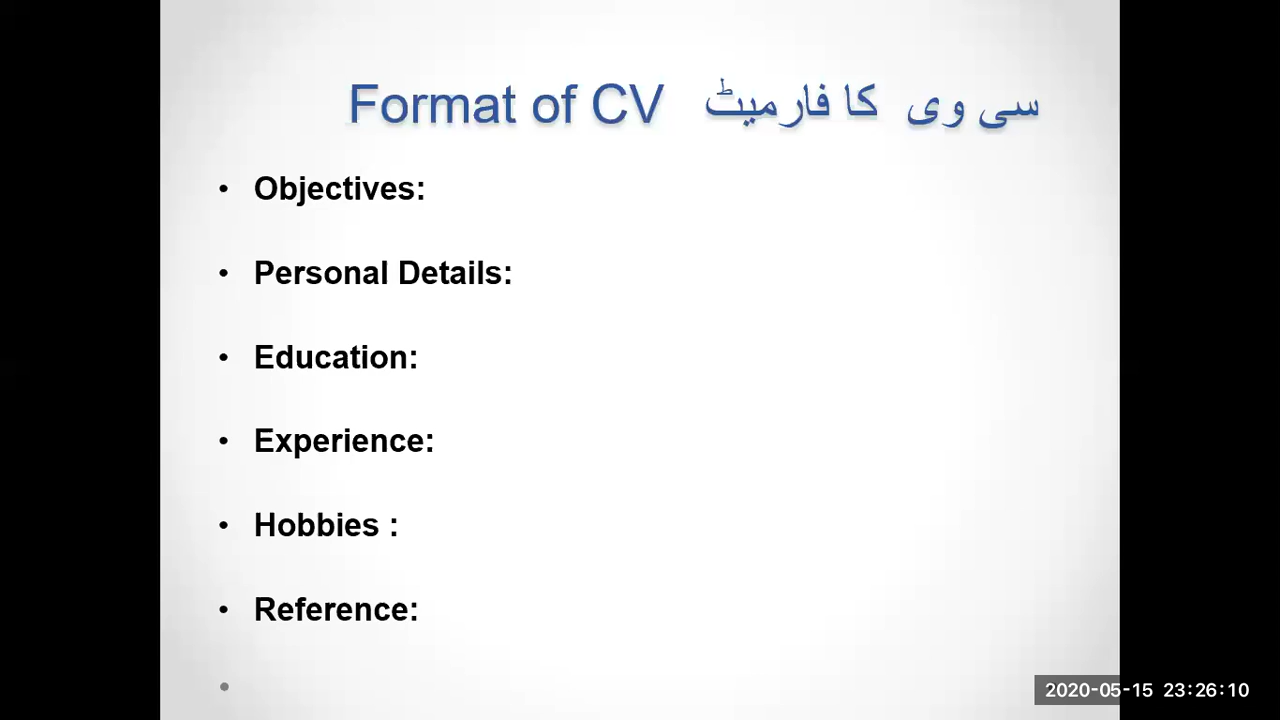 Format of CV سی وی کا فارمیٹ
• Objectives:
• Personal Details:
• Education:
• Experience:
• Hobbies :
• Reference:
•
2020-05-15 23:26:10